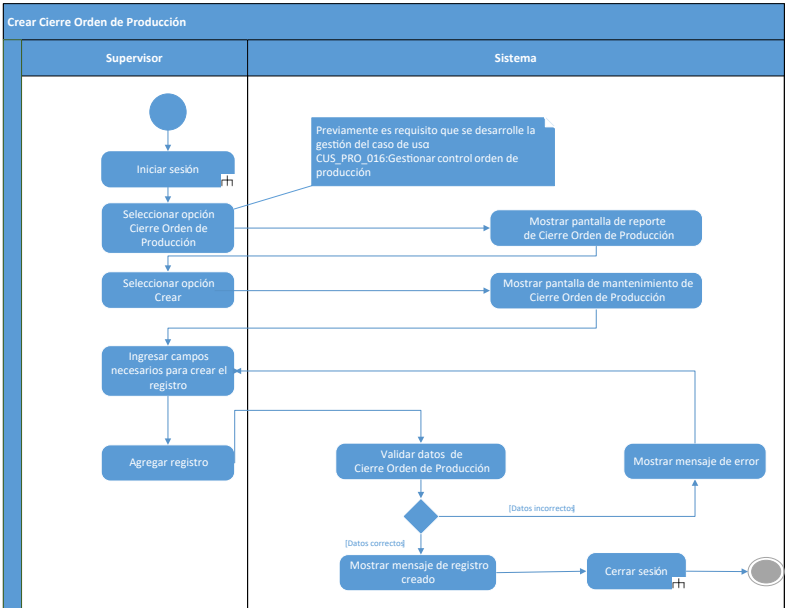 Crear Cierre Orden de Producción
Supervisor
Sistema
Previamente es requisito que se desarrolle la
gestión del caso de uso:
CUS_PRO_016:Gestionar control orden de
producción
Iniciar sesión
Seleccionar opción
Cierre Orden de
Producción
Mostrar pantalla de reporte
de Cierre Orden de Producción
Seleccionar opción
Crear
Mostrar pantalla de mantenimiento de
Cierre Orden de Producción
Ingresar campos
necesarios para crear el
registro
Agregar registro
Validar datos de
Cierre Orden de Producción
Mostrar mensaje de error
[Datos incorrectos]
[Datos correctos]
Mostrar mensaje de registro
creado
Cerrar sesión